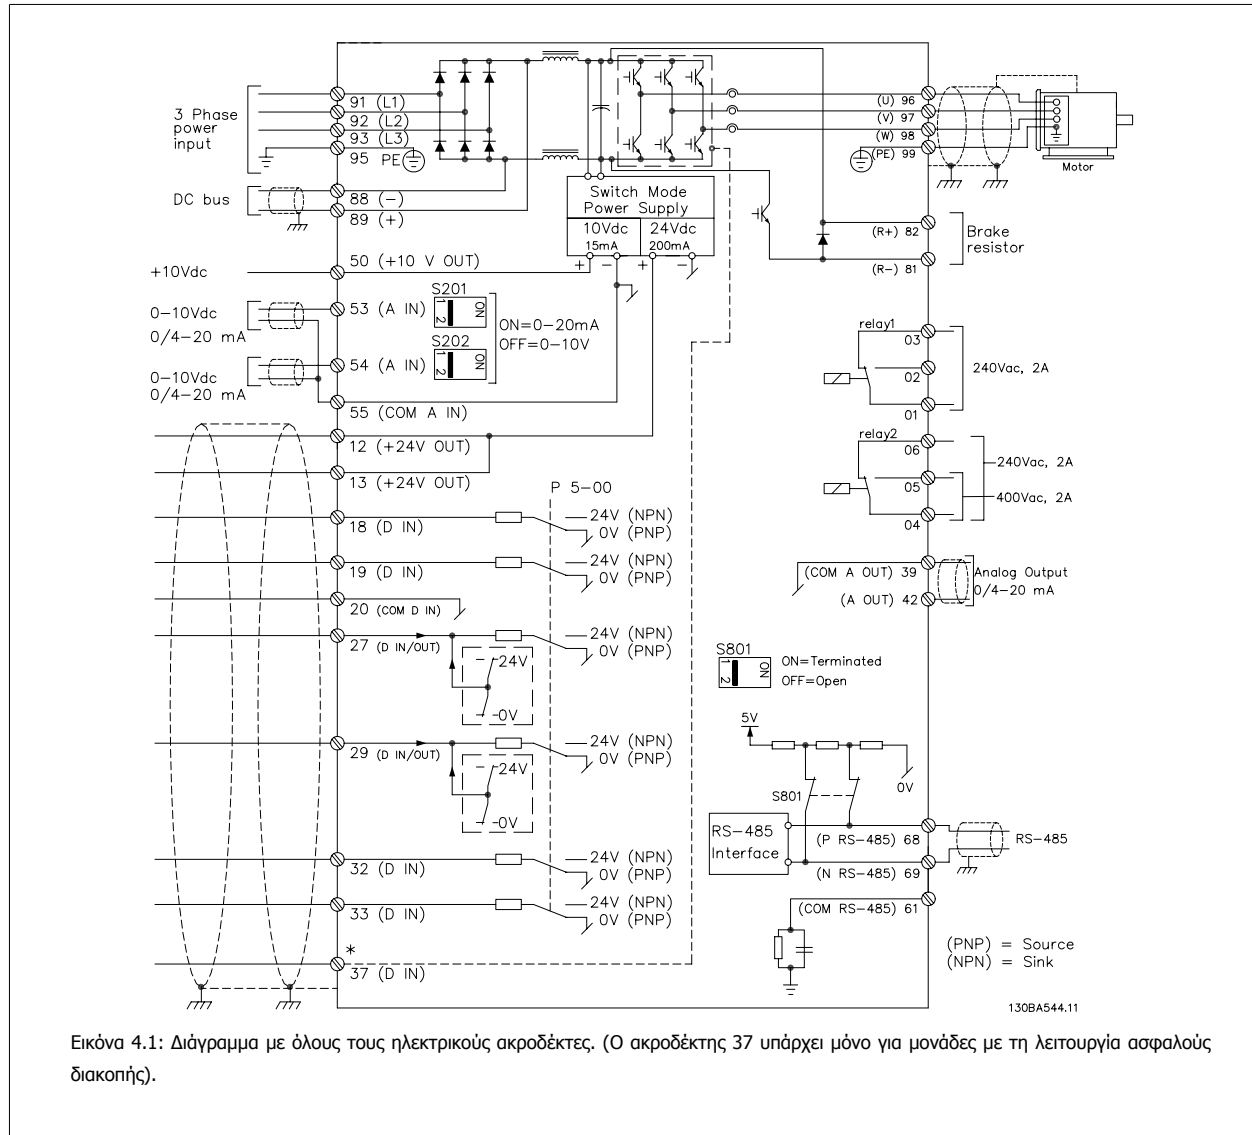 3 Phase
power
input
91 (L1)
92 (L2)
93 (L3)
95 PE
DC bus
88 (-)
89 (+)
Switch Mode
Power Supply
10Vdc
15mA
24Vdc
200mA
+ - + -
(U) 96
(V) 97
(W) 98
(PE) 99
Motor
(R+) 82
(R-) 81
Brake
resistor
+10Vdc
50 (+10 V OUT)
0-10Vdc
0/4-20 mA
53 (A IN)
S201
1 2
ON
S202
1 2
ON
ON=0-20mA
OFF=0-10V
0-10Vdc
0/4-20 mA
54 (A IN)
55 (COM A IN)
12 (+24V OUT)
13 (+24V OUT)
relay1
03
02
01
240Vac, 2A
relay2
06
05
04
240Vac, 2A
400Vac, 2A
P 5-00
18 (D IN)
24V (NPN)
0V (PNP)
19 (D IN)
24V (NPN)
0V (PNP)
20 (COM D IN)
27 (D IN/OUT)
24V (NPN)
0V (PNP)
24V
0V
29 (D IN/OUT)
24V (NPN)
0V (PNP)
24V
0V
32 (D IN)
24V (NPN)
0V (PNP)
33 (D IN)
24V (NPN)
0V (PNP)
*
37 (D IN)
(COM A OUT) 39
(A OUT) 42
Analog Output
0/4-20 mA
S801
1 2
ON
ON=Terminated
OFF=Open
5V
0V
S801
RS-485
Interface
(P RS-485) 68
(N RS-485) 69
RS-485
(COM RS-485) 61
(PNP) = Source
(NPN) = Sink
130BA544.11
Εικόνα 4.1: Διάγραμμα με όλους τους ηλεκτρικούς ακροδέκτες. (Ο ακροδέκτης 37 υπάρχει μόνο για μονάδες με τη λειτουργία ασφαλούς
διακοπής).